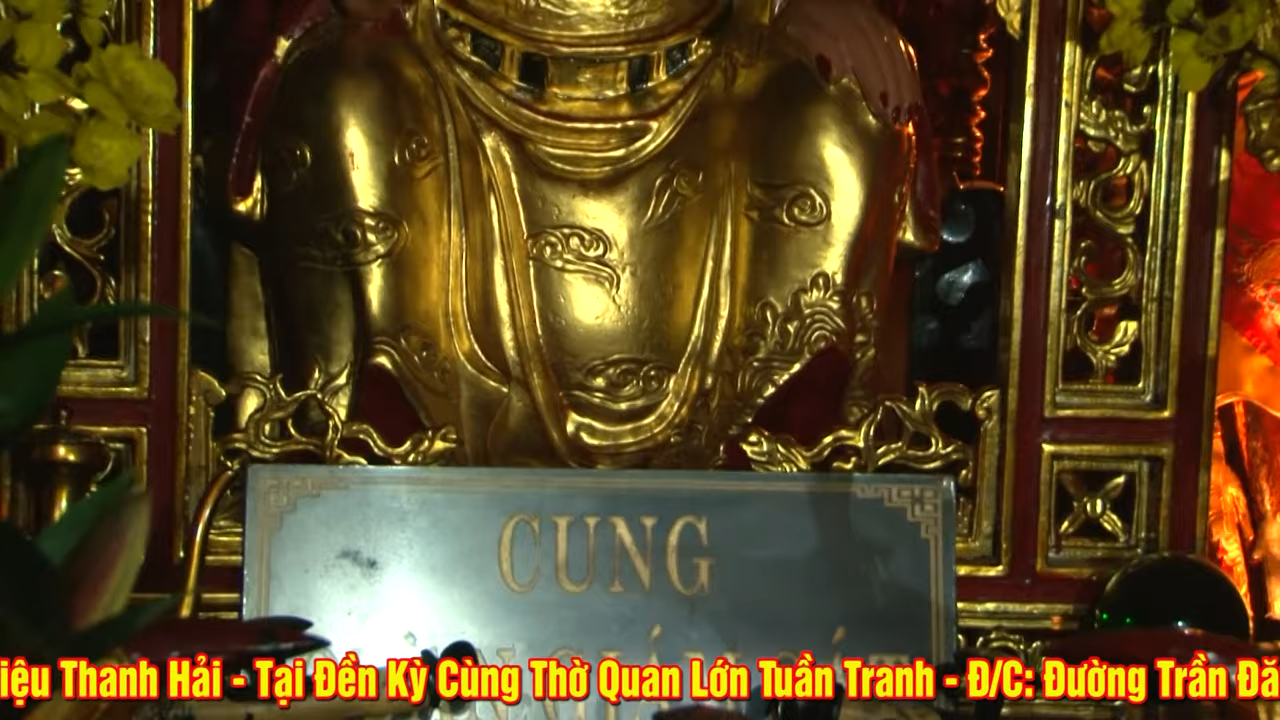 CUNG
iệu Thanh Hải - Tại Đền Kỳ Cùng Thờ Quan Lớn Tuần Tranh - Đ/C: Đường Trần Đă